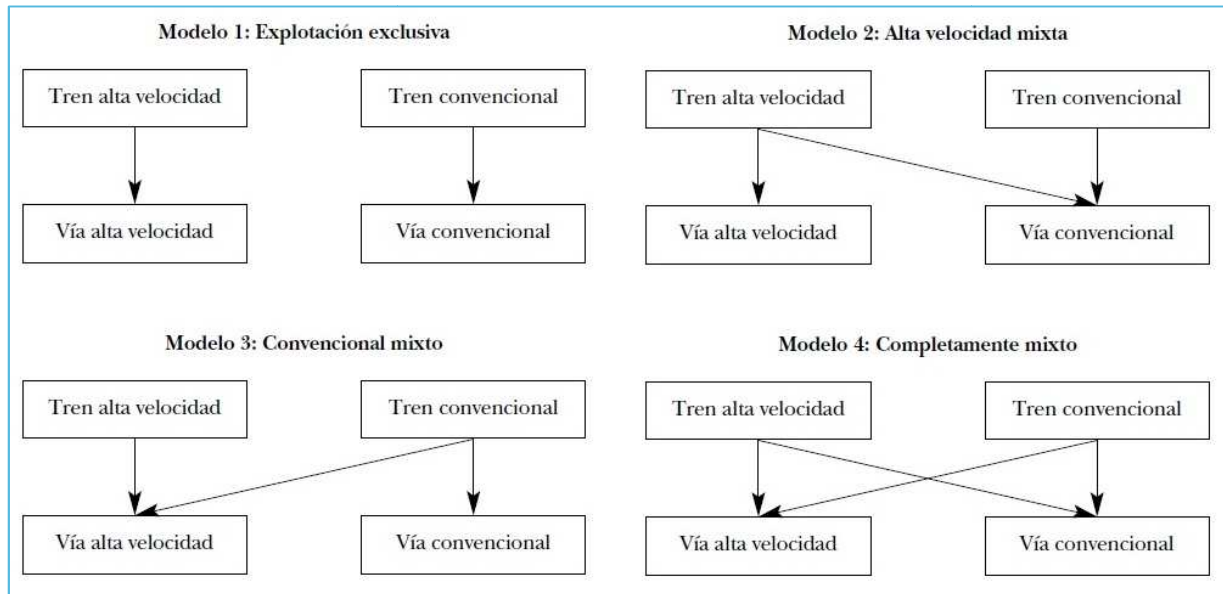 Modelo 1: Explotación exclusiva
Tren alta velocidad
Tren convencional
Vía alta velocidad
Vía convencional
Modelo 2: Alta velocidad mixta
Tren alta velocidad
Tren convencional
Vía alta velocidad
Vía convencional
Modelo 3: Convencional mixto
Tren alta velocidad
Tren convencional
Vía alta velocidad
Vía convencional
Modelo 4: Completamente mixto
Tren alta velocidad
Tren convencional
Vía alta velocidad
Vía convencional